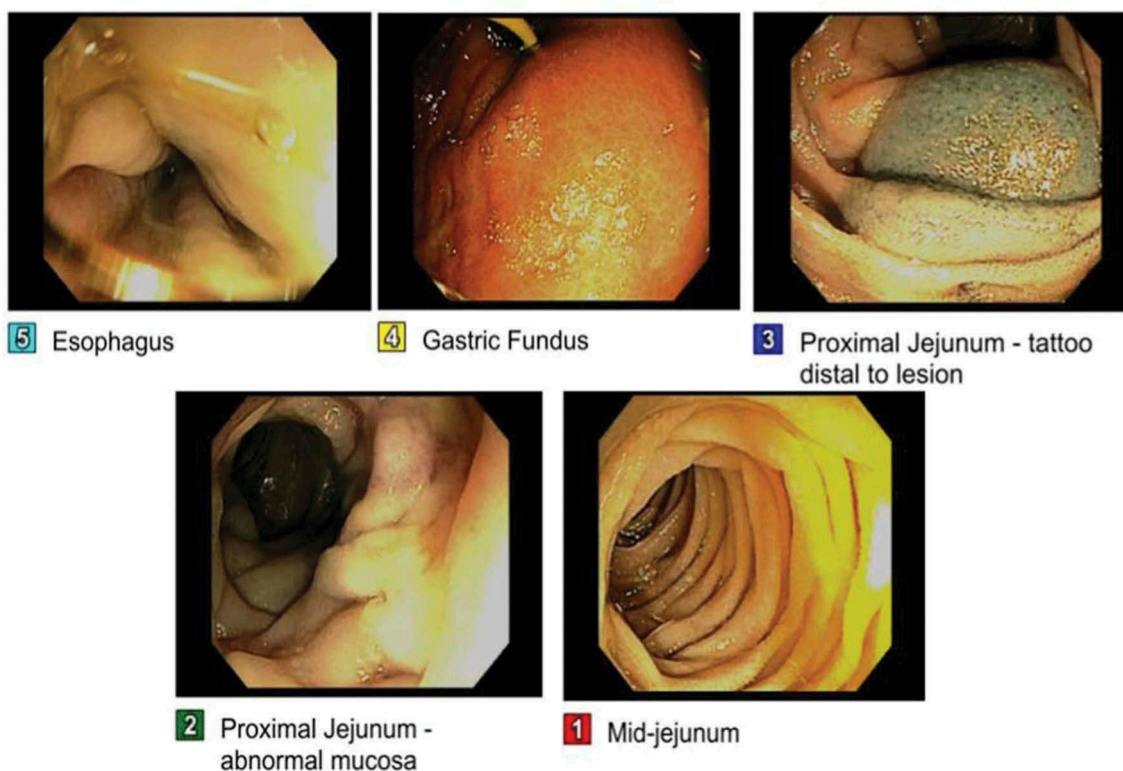 5 Esophagus
4 Gastric Fundus
3 Proximal Jejunum - tattoo
distal to lesion
2 Proximal Jejunum -
abnormal mucosa
1 Mid-jejunum